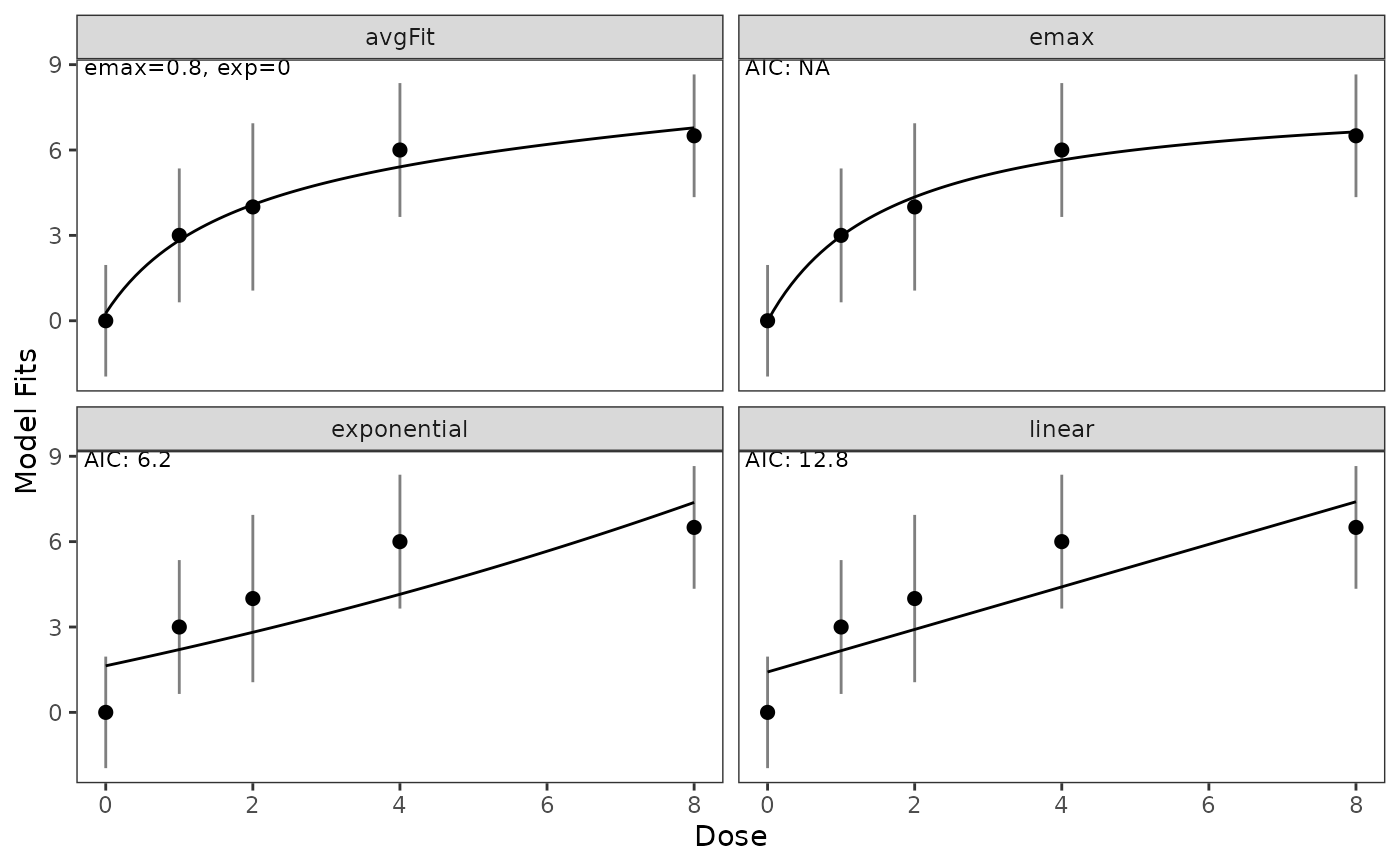 avgFit
emax
emax=0.8, exp=0
AIC: NA
9
6
3
0
exponential
linear
AIC: 6.2
AIC: 12.8
9
6
3
0
Model Fits
0 2 4 6 8
0 2 4 6 8
Dose